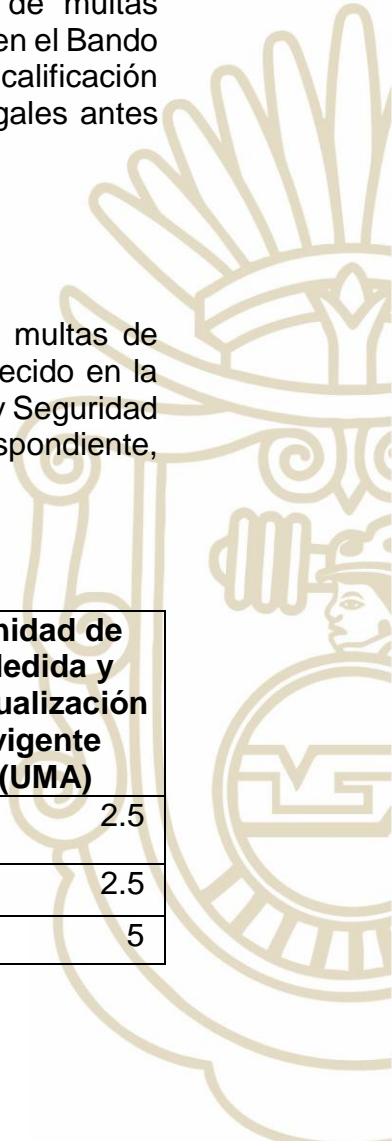 de multas
en el Bando
calificación
gales antes
multas de
ecido en la
y Seguridad
spondiente,
nidad de
Medida y
ualización
vigente
(UMA)
2.5
2.5
5